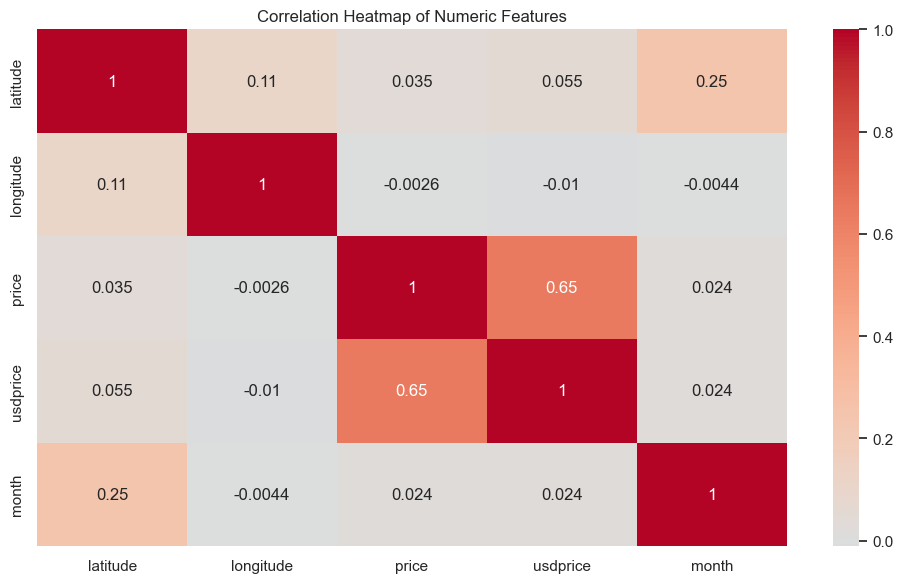 Correlation Heatmap of Numeric Features
latitude 1 0.11 0.035 0.055 0.25
longitude 0.11 1 -0.0026 -0.01 -0.0044
price 0.035 -0.0026 1 0.65 0.024
usdprice 0.055 -0.01 0.65 1 0.024
month 0.25 -0.0044 0.024 0.024 1
latitude longitude price usdprice month
1.0
0.8
0.6
0.4
0.2
0.0